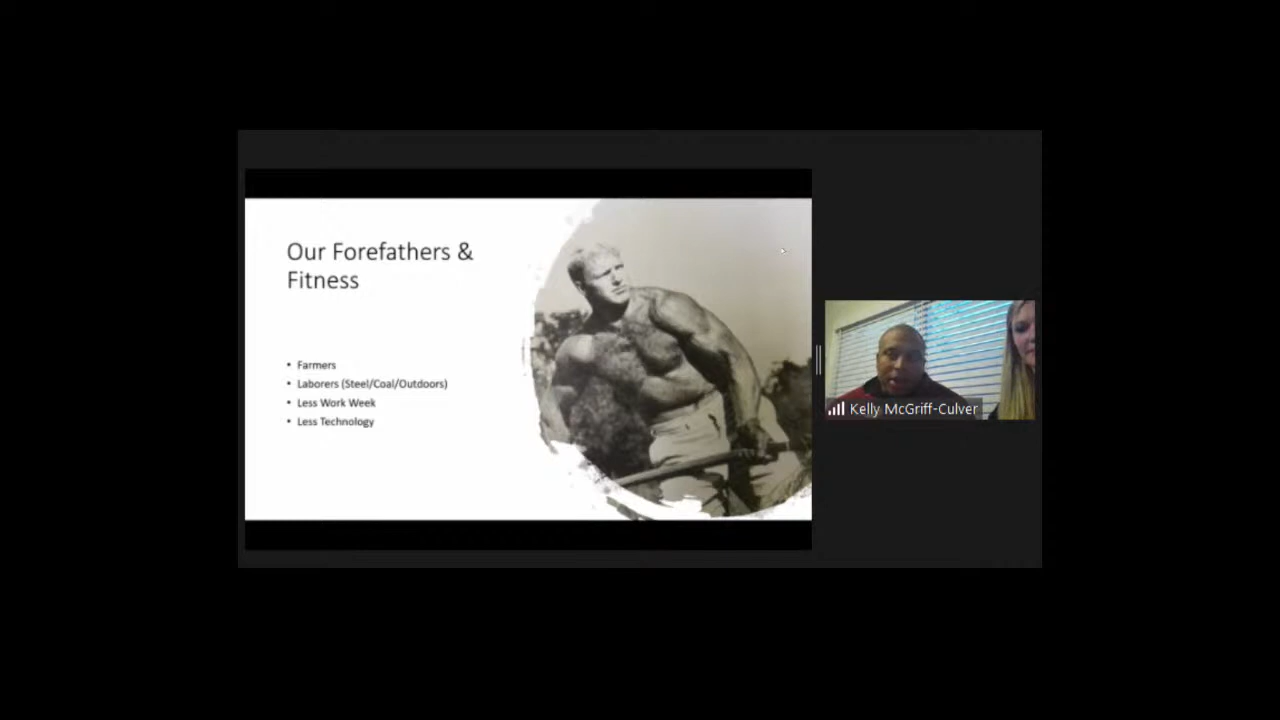 Our Forefathers &
Fitness
• Farmers
• Laborers (Steel/Coal/Outdoors)
• Less Work Week
• Less Technology
Kelly McGriff-Culver